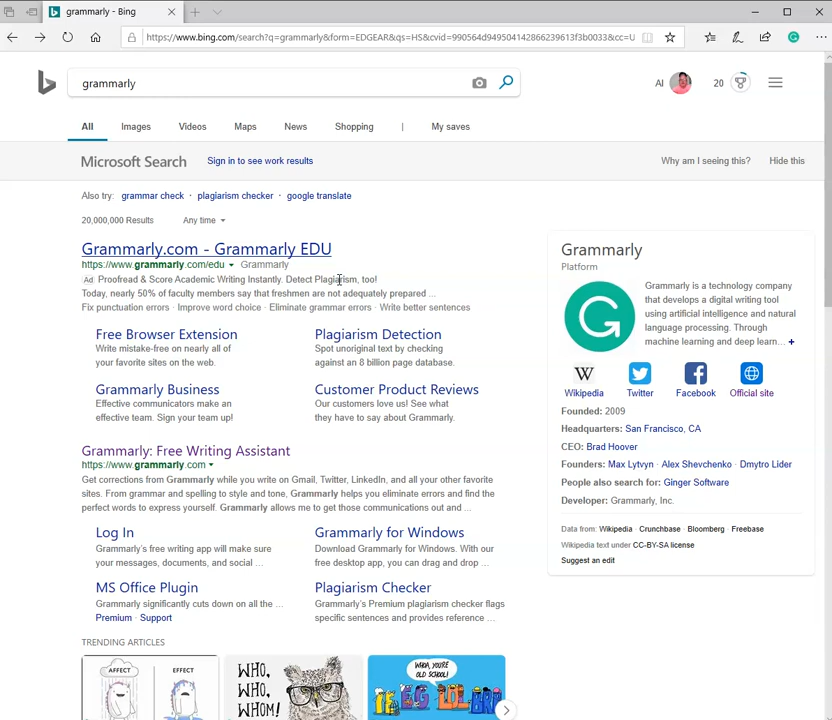 grammarly - Bing
https://www.bing.com/search?q=grammarly&form=EDGEAR&qs=HS&cvid=990564d94950414286623961
grammarly
AI
20
All Images Videos Maps News Shopping | My saves
Microsoft Search Sign in to see work results Why am I seeing this? Hide this
Also try: grammar check · plagiarism checker · google translate
20,000,000 Results Any time
Grammarly.com - Grammarly EDU
https://www.grammarly.com/edu Grammarly
Ad Proofread & Score Academic Writing Instantly. Detect Plagiarism, too!
Today, nearly 50% of faculty members say that freshmen are not adequately prepared ...
Fix punctuation errors · Improve word choice · Eliminate grammar errors · Write better sentences
Free Browser Extension
Write mistake-free on nearly all of
your favorite sites on the web.
Plagiarism Detection
Spot unoriginal text by checking
against an 8 billion page database.
Grammarly Business
Effective communicators make an
effective team. Sign your team up!
Customer Product Reviews
Our customers love us! See what
they have to say about Grammarly.
Grammarly: Free Writing Assistant
https://www.grammarly.com
Get corrections from Grammarly while you write on Gmail, Twitter, LinkedIn, and all your other favorite
sites. From grammar and spelling to style and tone, Grammarly helps you eliminate errors and find the
perfect words to express yourself. Grammarly allows me to get those communications out and ...
Log In
Grammarly's free writing app will make sure
your messages, documents, and social ...
Grammarly for Windows
Download Grammarly for Windows. With our
free desktop app, you can drag and drop ...
MS Office Plugin
Grammarly significantly cuts down on all the ...
Premium · Support
Plagiarism Checker
Grammarly's Premium plagiarism checker flags
specific sentences and provides reference ...
TRENDING ARTICLES
AFFECT EFFECT
WHO,
WHO,
WHOM!
WHOA, YOU'RE
OLD SCHOOL!
Grammarly
Platform
Grammarly is a technology company
that develops a digital writing tool
using artificial intelligence and natural
language processing. Through
machine learning and deep learn... +
W
Wikipedia Twitter Facebook Official site
Founded: 2009
Headquarters: San Francisco, CA
CEO: Brad Hoover
Founders: Max Lytvyn · Alex Shevchenko · Dmytro Lider
People also search for: Ginger Software
Developer: Grammarly, Inc.
Data from: Wikipedia · Crunchbase · Bloomberg · Freebase
Wikipedia text under CC-BY-SA license
Suggest an edit